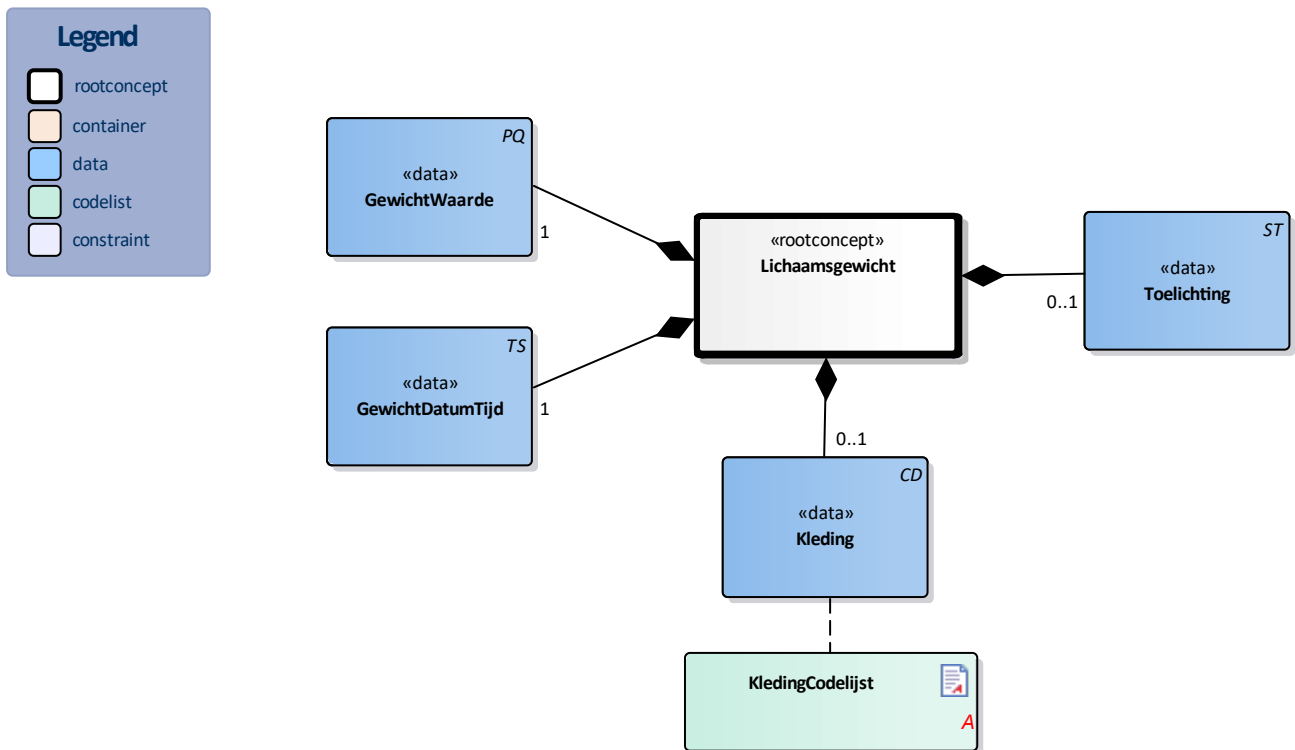 Legend
rootconcept
container
data
codelist
constraint
PQ
«data»
GewichtWaarde
1
TS
«data»
GewichtDatumTijd
1
«rootconcept»
Lichaamsgewicht
ST
«data»
Toelichting
0..1
0..1
CD
«data»
Kleding
KledingCodelijst
A
A